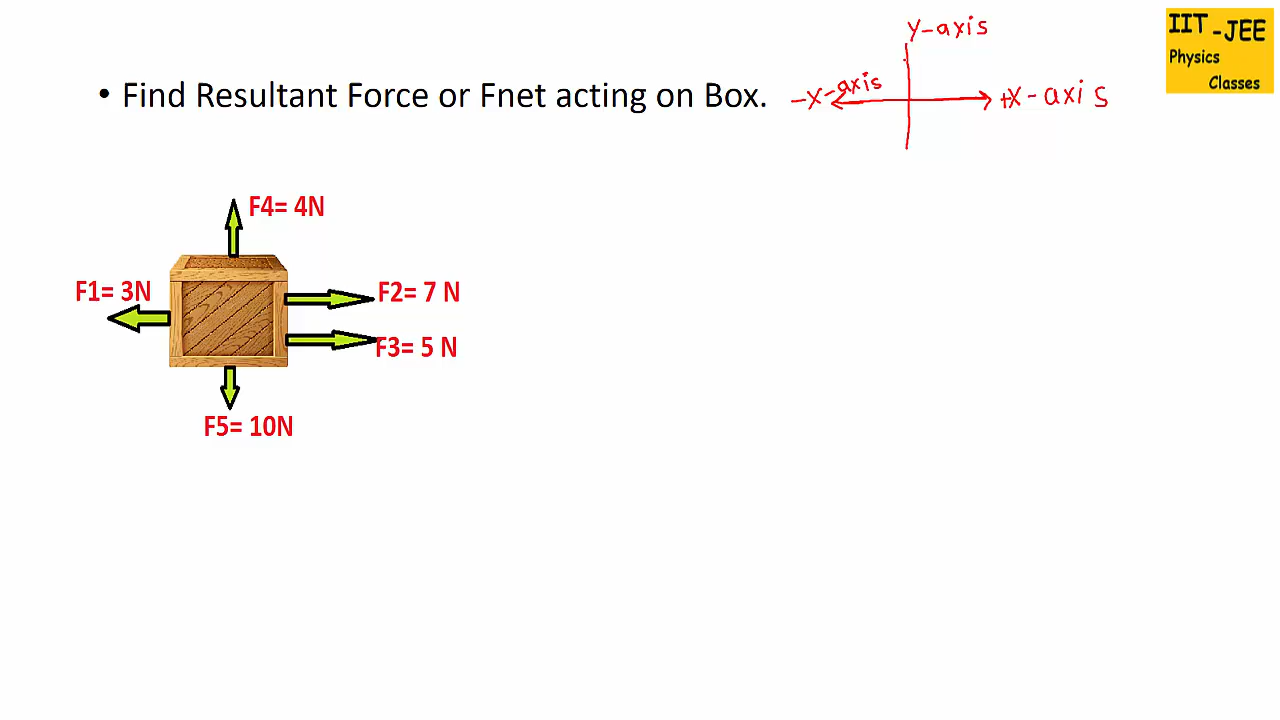 IIT -JEE
Physics
Classes
Y-axis
• Find Resultant Force or Fnet acting on Box.
-X-axis
+X-axis
F4= 4N
F1= 3N
F2= 7 N
F3= 5 N
F5= 10N